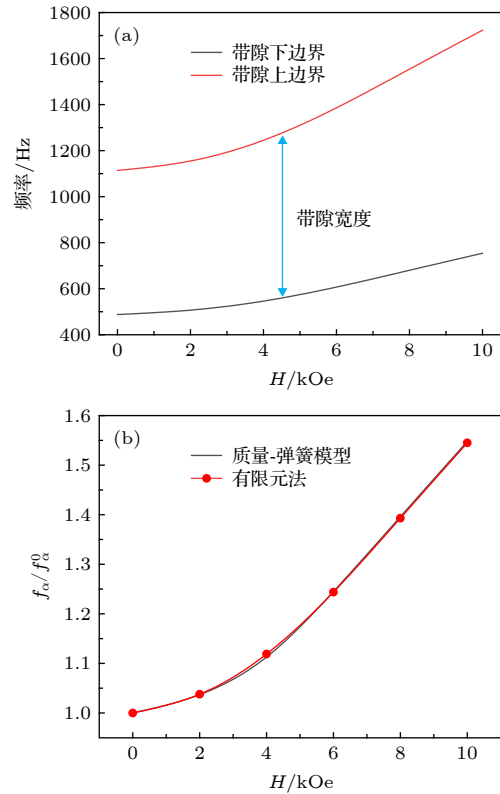 1800
(a)
带隙下边界
1600
带隙上边界
1400
1200
频率/Hz
1000
带隙宽度
800
600
400
0 2 4 6 8 10
H/kOe
1.6
(b)
质量-弹簧模型
1.5
有限元法
1.4
fα/fα⁰
1.3
1.2
1.1
1.0
0 2 4 6 8 10
H/kOe